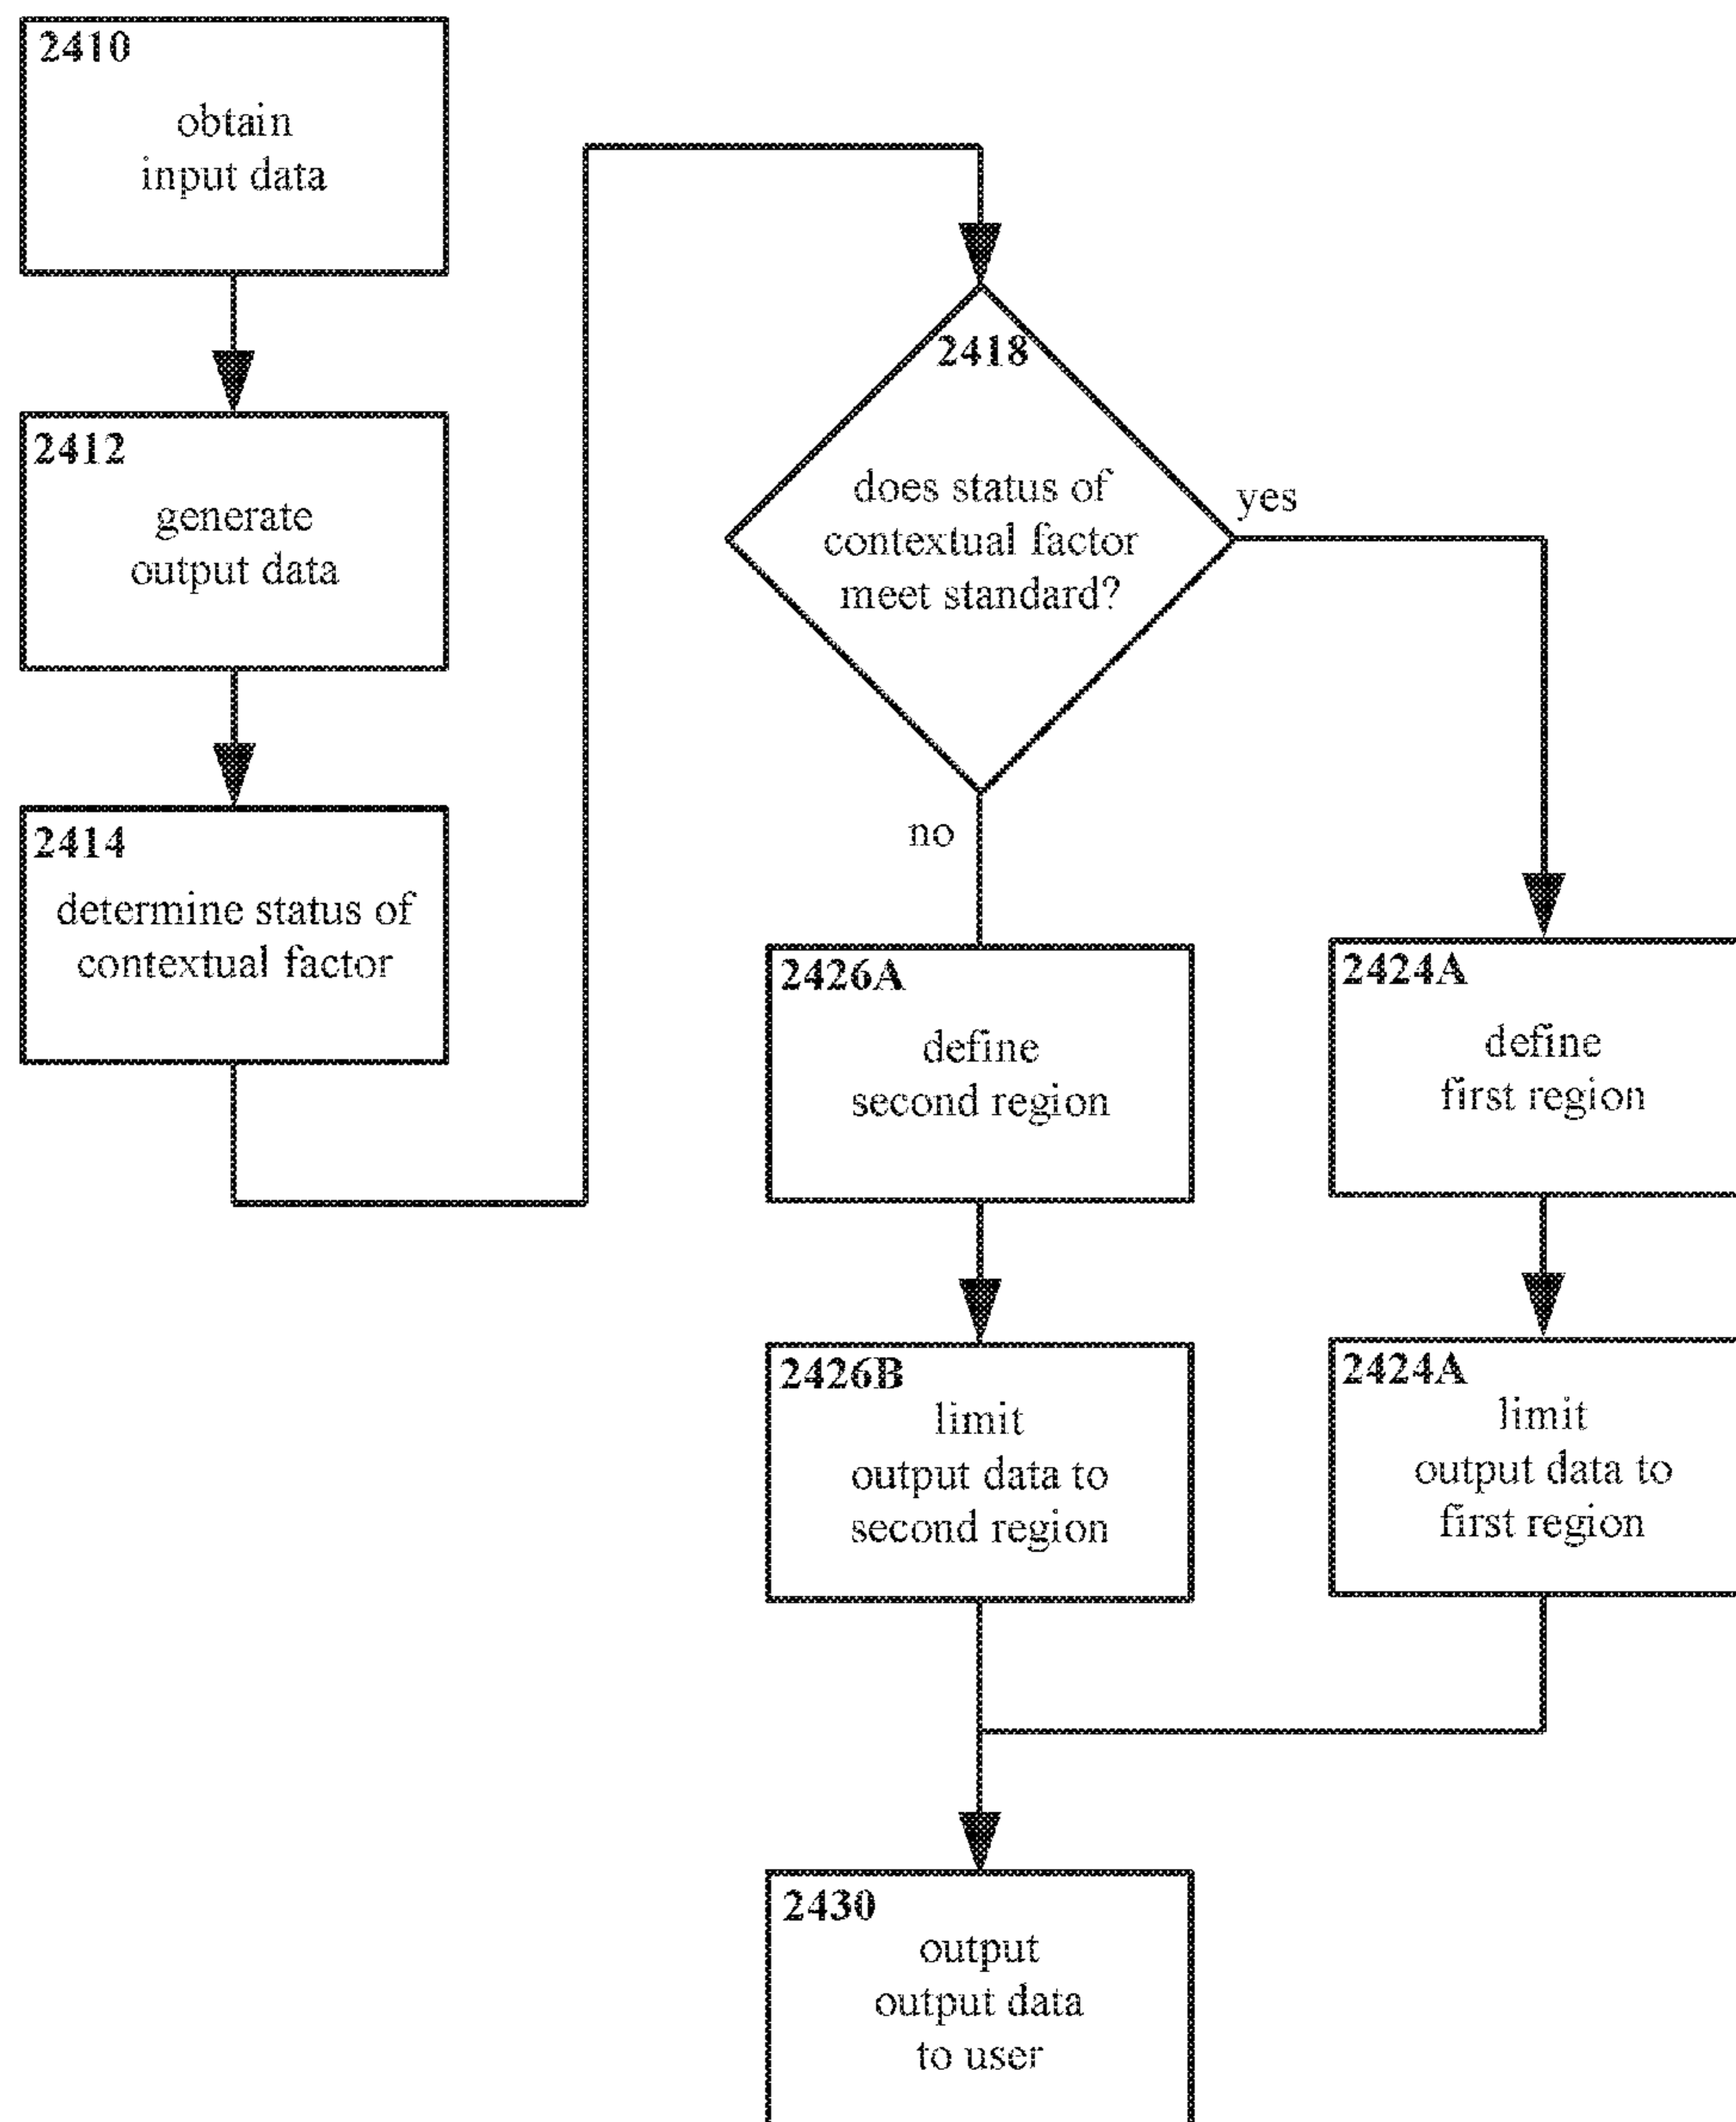 2410
obtain
input data
2412
generate
output data
2414
determine status of
contextual factor
2418
does status of
contextual factor
meet standard?
yes
no
2426A
define
second region
2424A
define
first region
2426B
limit
output data to
second region
2424A
limit
output data to
first region
2430
output
output data
to user